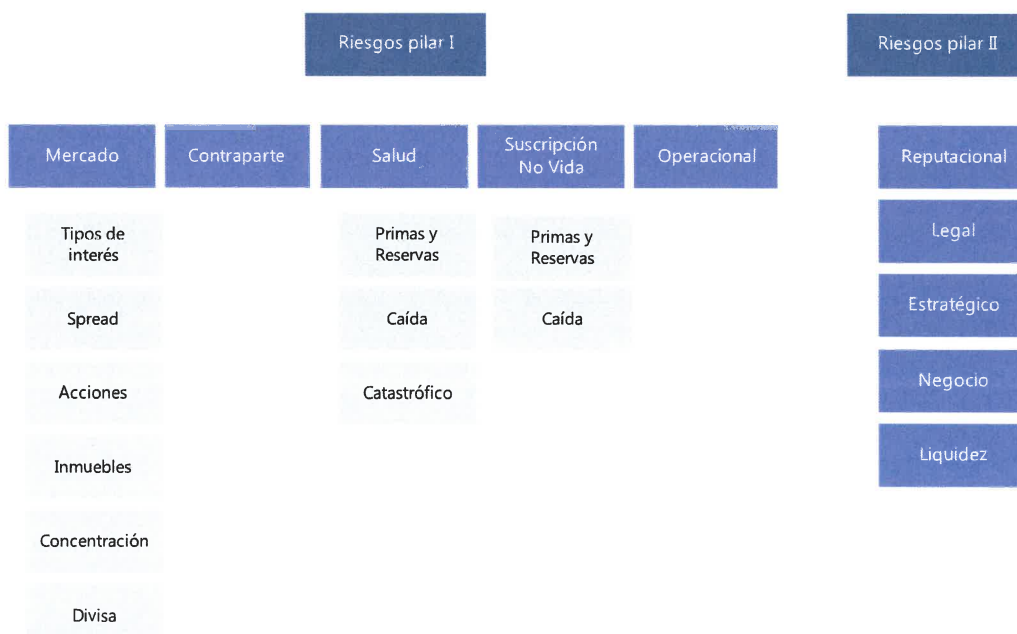 Riesgos pilar I
Riesgos pilar II
Mercado
Contraparte
Salud
Suscripción
No Vida
Operacional
Reputacional
Tipos de
interés
Primas y
Reservas
Primas y
Reservas
Legal
Spread
Caída
Caída
Estratégico
Acciones
Catastrófico
Negocio
Inmuebles
Liquidez
Concentración
Divisa